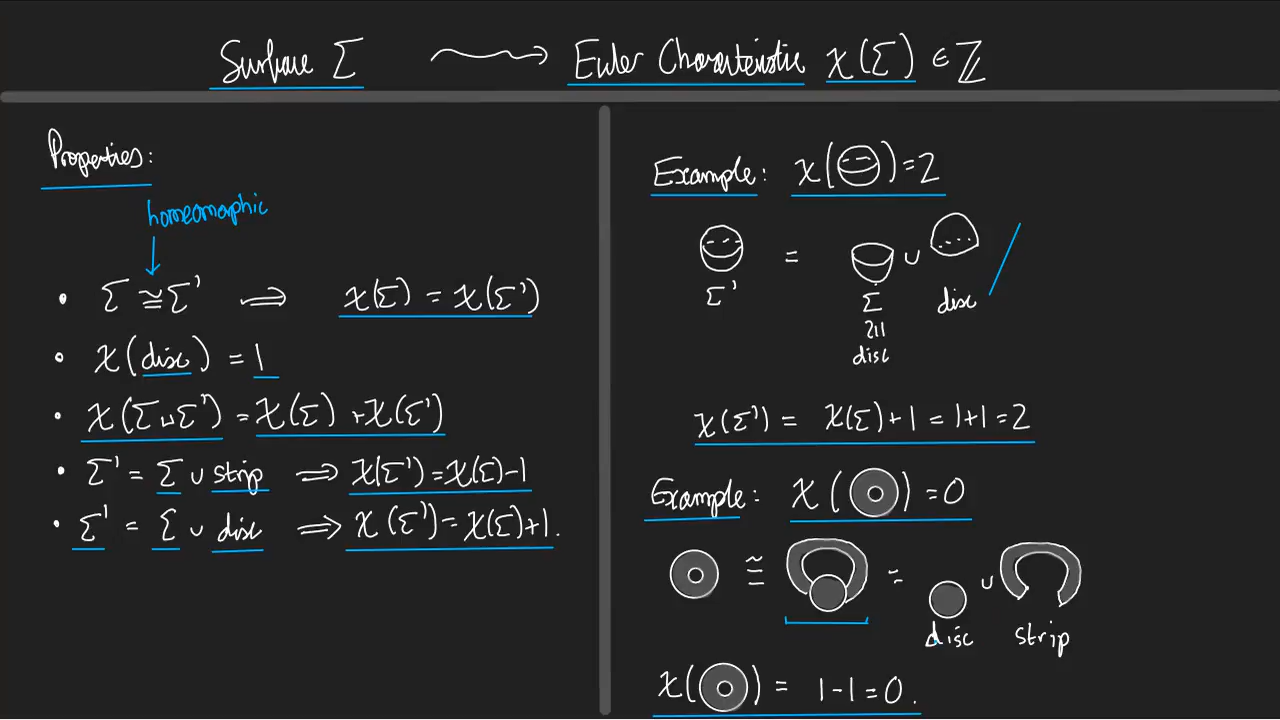 Surface Σ ⟿ Euler Characteristic χ(Σ) ∈ ℤ
Properties:
homeomorphic
• Σ ≅ Σ' ⟹ χ(Σ) = χ(Σ')
• χ(disc) = 1
• χ(Σ ⊔ Σ') = χ(Σ) + χ(Σ')
• Σ' = Σ ∪ strip ⟹ χ(Σ') = χ(Σ) - 1
• Σ' = Σ ∪ disc ⟹ χ(Σ') = χ(Σ) + 1.
Example: χ( ) = 2
= ∪ /
Σ' Σ disc
≅
disc
χ(Σ') = χ(Σ) + 1 = 1 + 1 = 2
Example: χ( ) = 0
≅ = ∪
disc strip
χ( ) = 1 - 1 = 0.